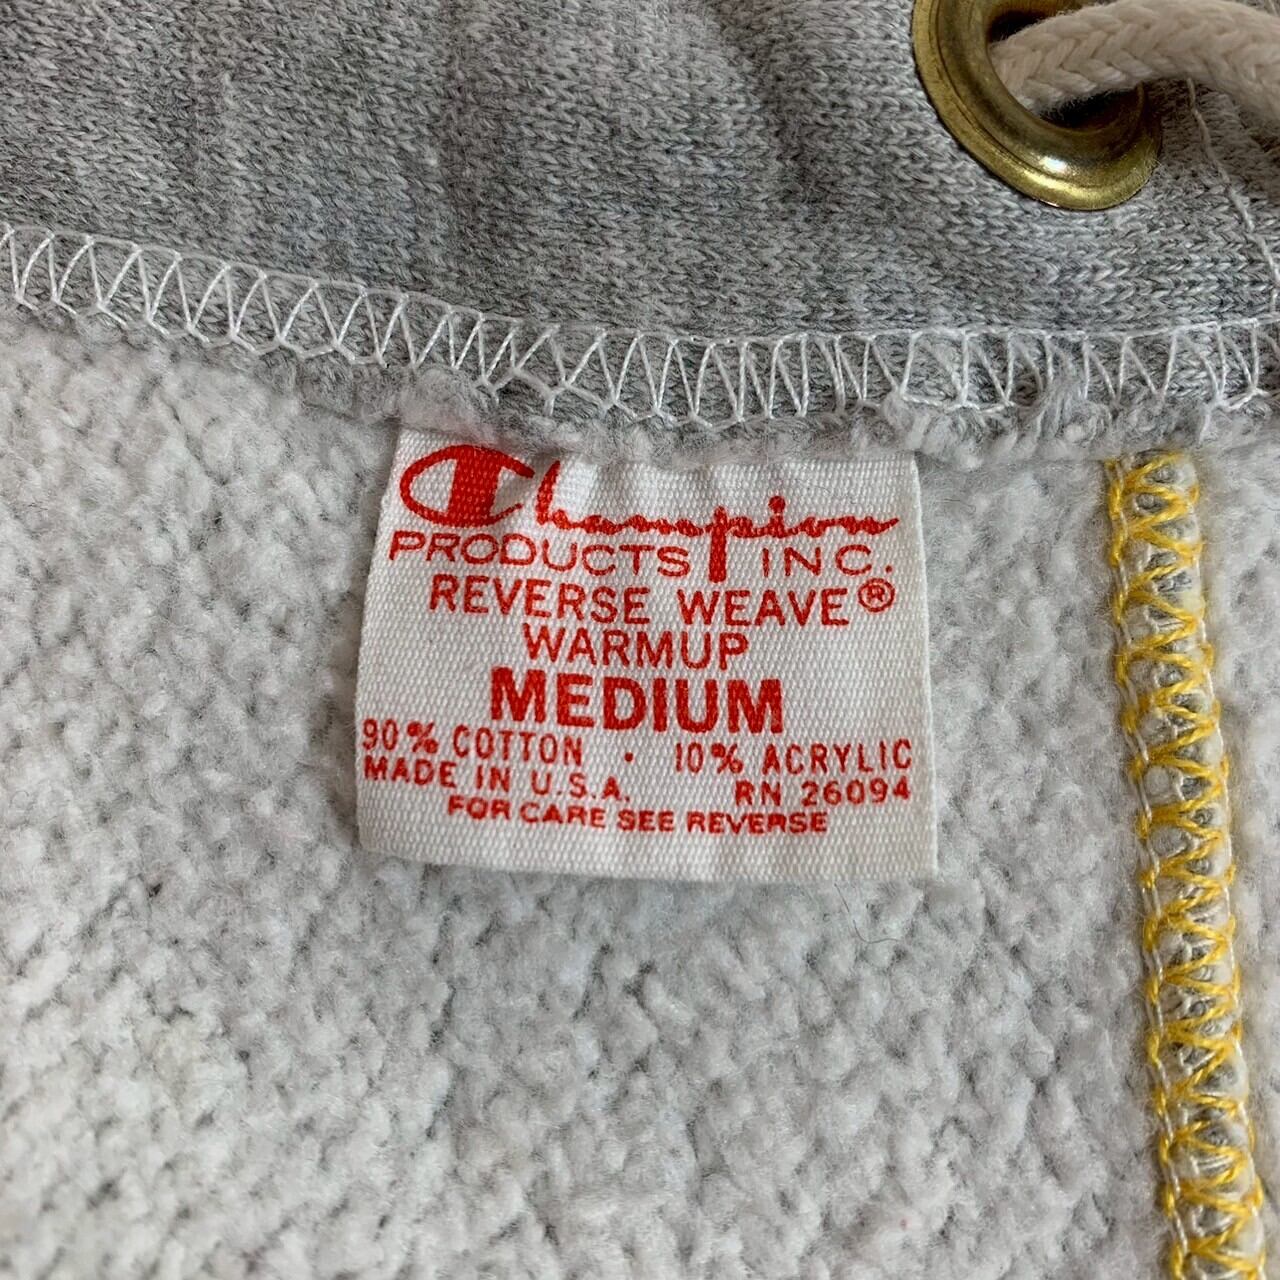 Champion
PRODUCTS INC.
REVERSE WEAVE®
WARMUP
MEDIUM
90% COTTON · 10% ACRYLIC
MADE IN U.S.A. RN 26094
FOR CARE SEE REVERSE